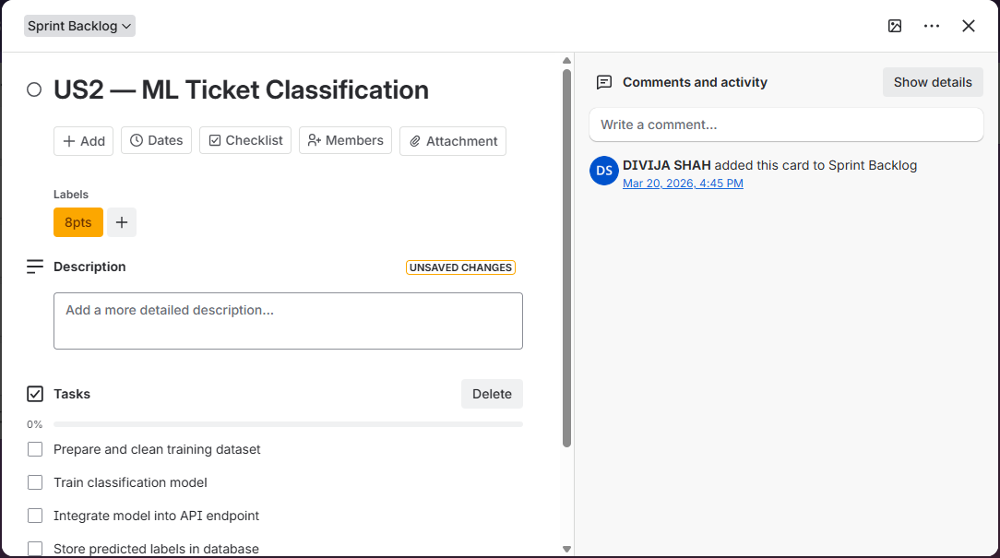 Sprint Backlog
US2 — ML Ticket Classification
Add
Dates
Checklist
Members
Attachment
Labels
8pts
Description
UNSAVED CHANGES
Add a more detailed description...
Tasks
Delete
0%
Prepare and clean training dataset
Train classification model
Integrate model into API endpoint
Store predicted labels in database
Comments and activity
Show details
Write a comment...
DS
DIVIJA SHAH added this card to Sprint Backlog
Mar 20, 2026, 4:45 PM